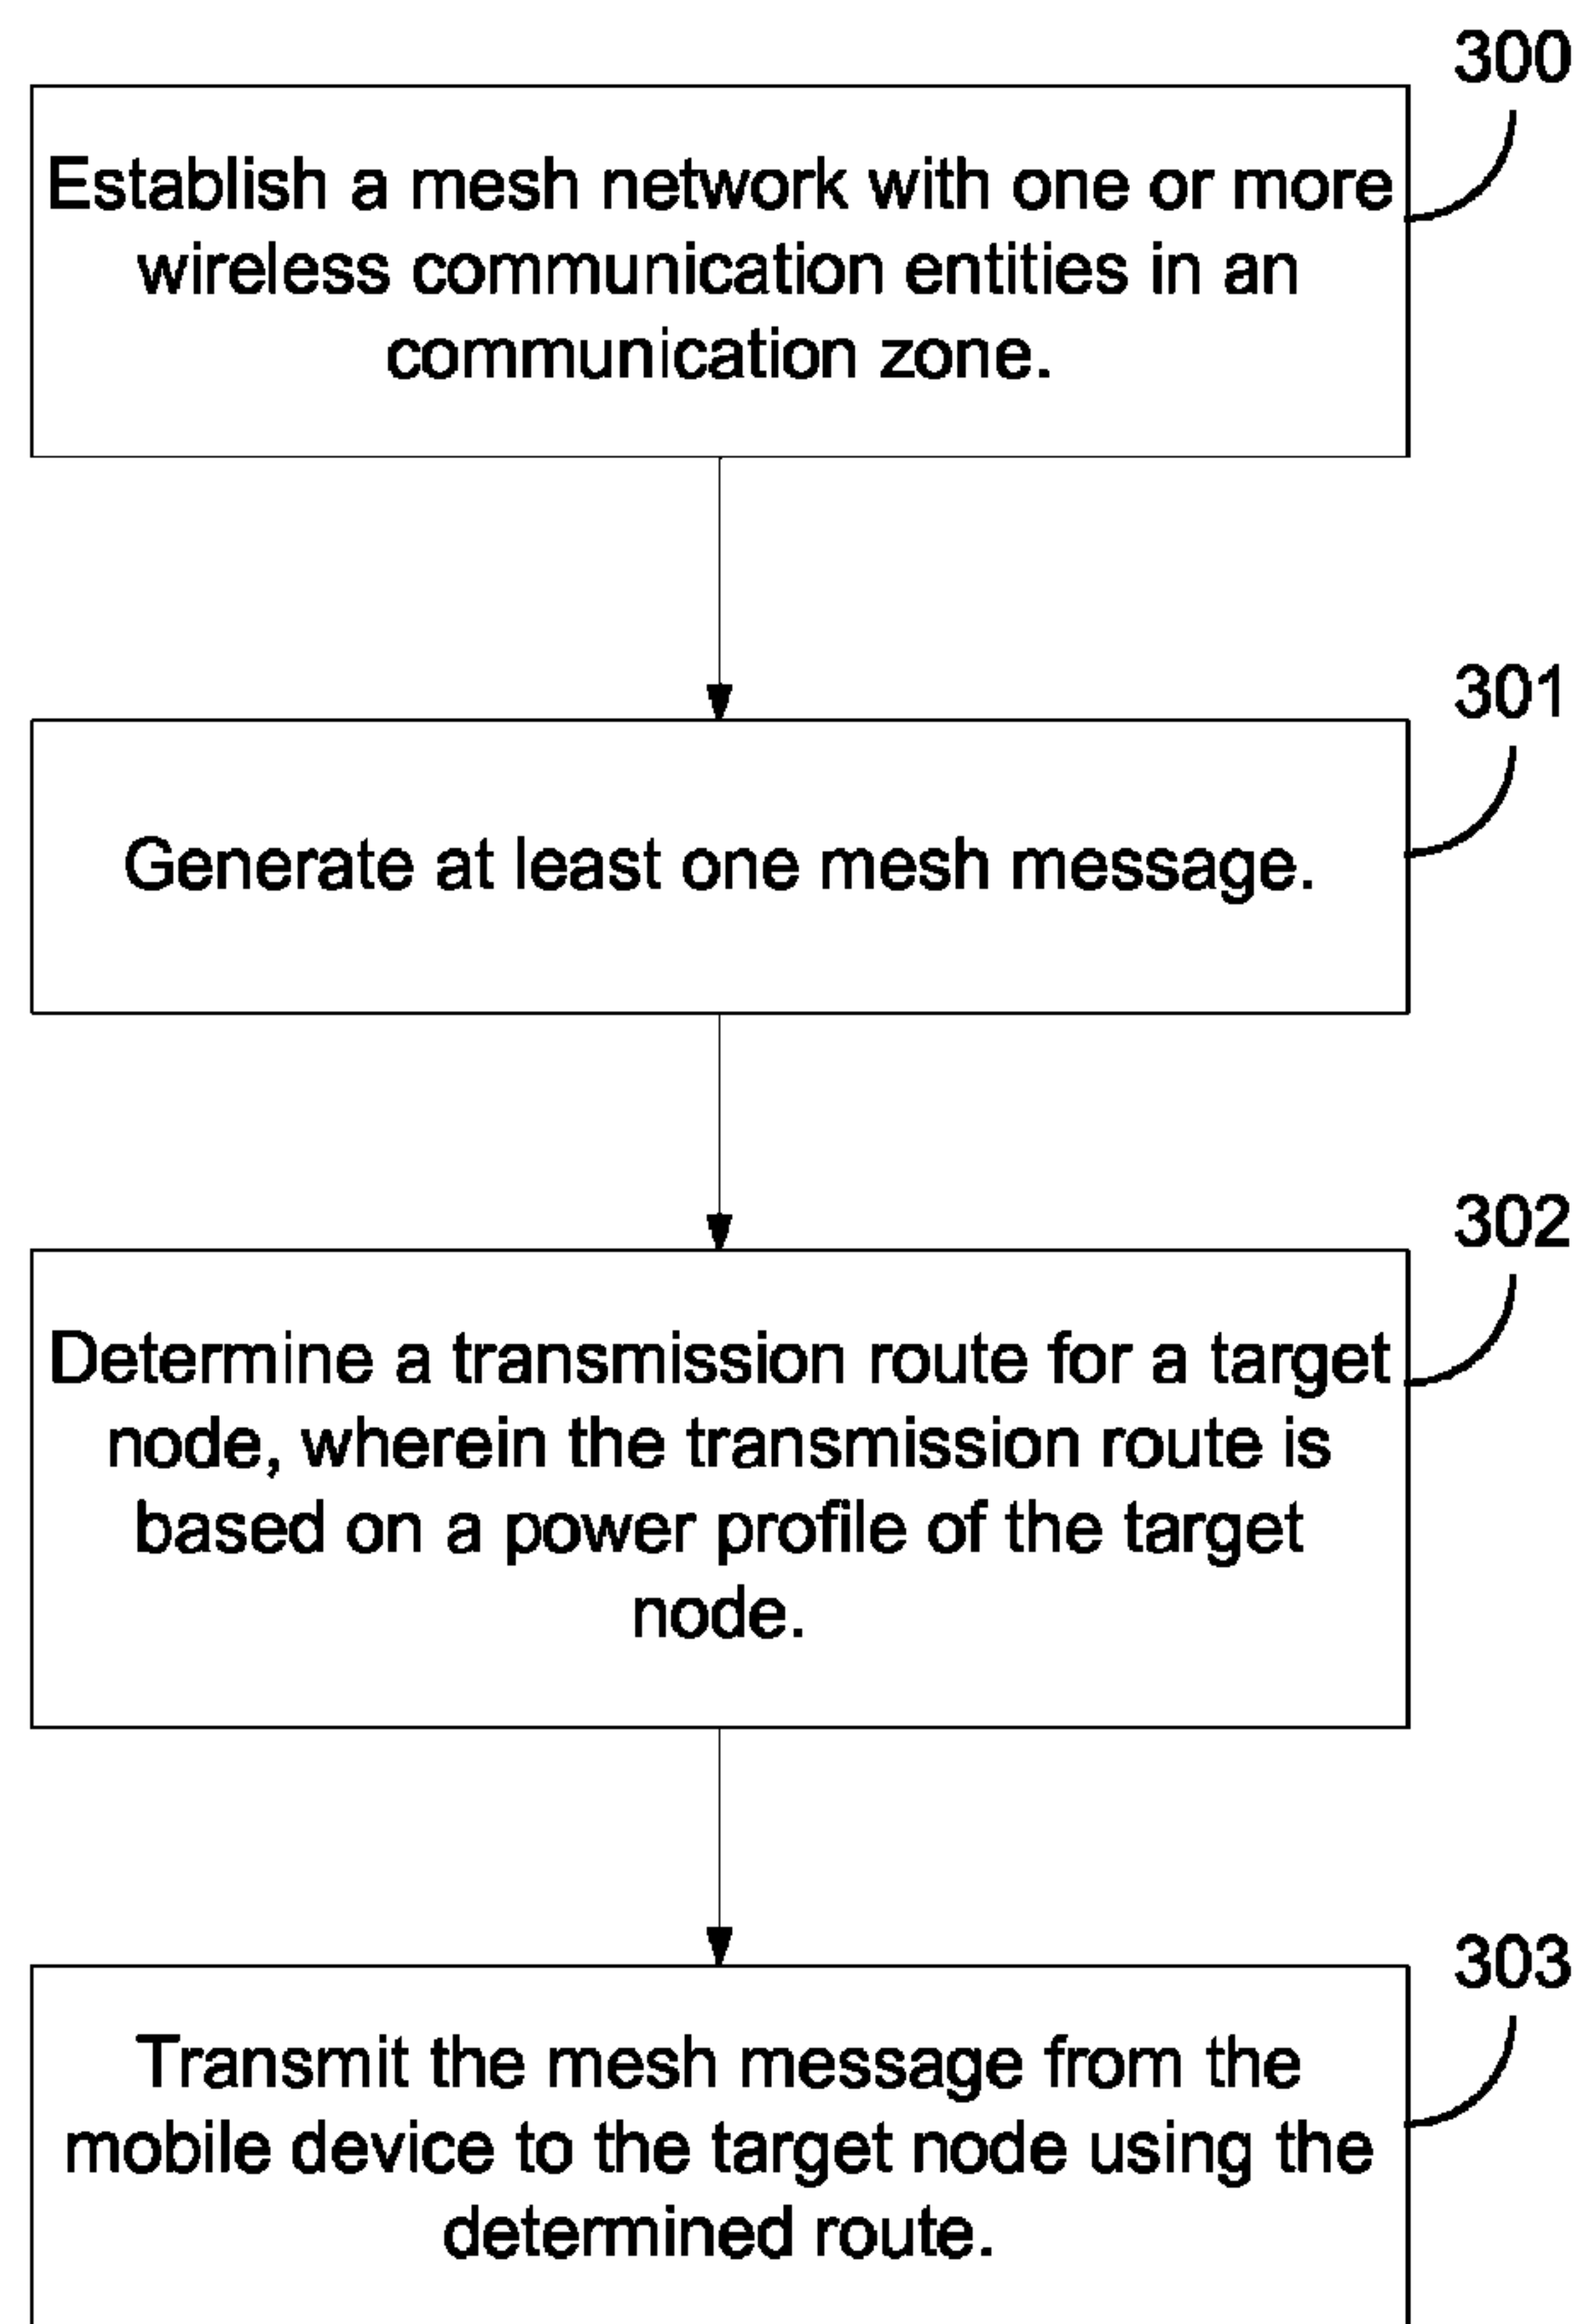 300
Establish a mesh network with one or more
wireless communication entities in an
communication zone.
301
Generate at least one mesh message.
302
Determine a transmission route for a target
node, wherein the transmission route is
based on a power profile of the target
node.
303
Transmit the mesh message from the
mobile device to the target node using the
determined route.